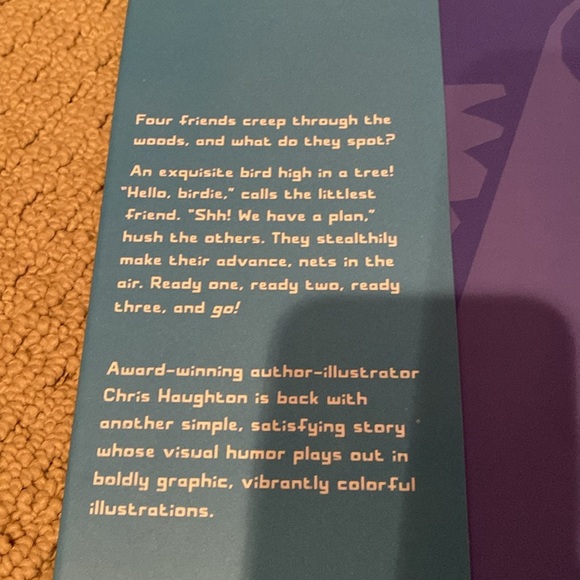 Four friends creep through the
woods, and what do they spot?
An exquisite bird high in a tree!
"Hello, birdie," calls the littlest
friend. "Shh! We have a plan,"
hush the others. They stealthily
make their advance, nets in the
air. Ready one, ready two, ready
three, and go!
Award-winning author-illustrator
Chris Haughton is back with
another simple, satisfying story
whose visual humor plays out in
boldly graphic, vibrantly colorful
illustrations.